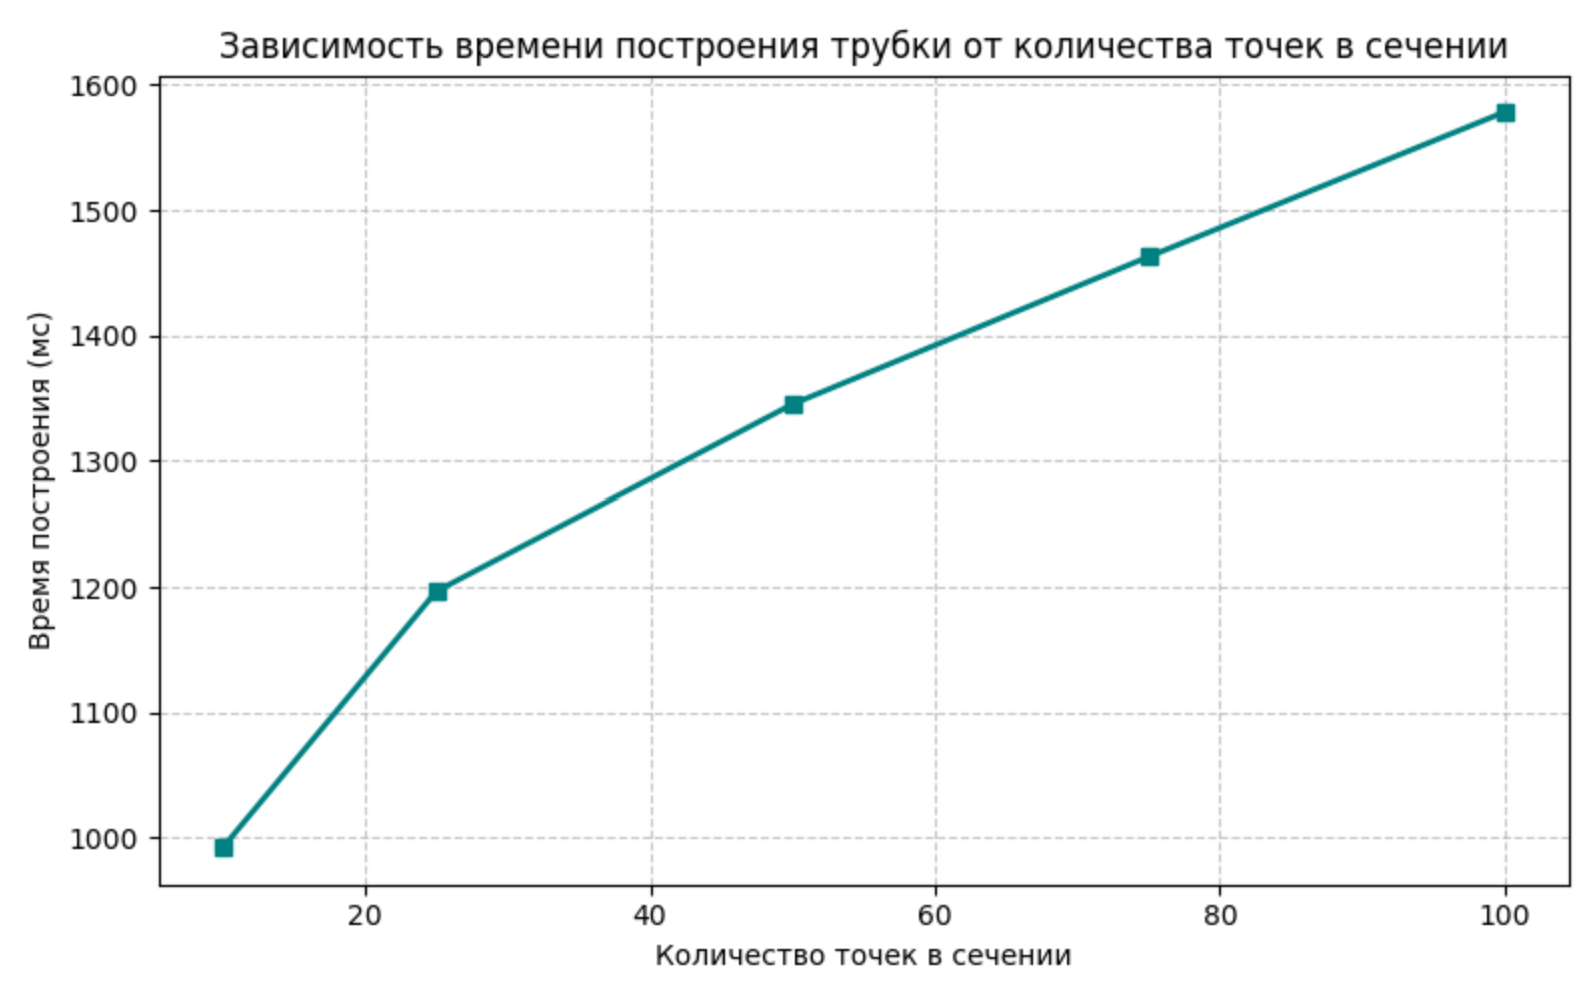 Зависимость времени построения трубки от количества точек в сечении
1600
1500
1400
1300
1200
1100
1000
Время построения (мс)
20 40 60 80 100
Количество точек в сечении